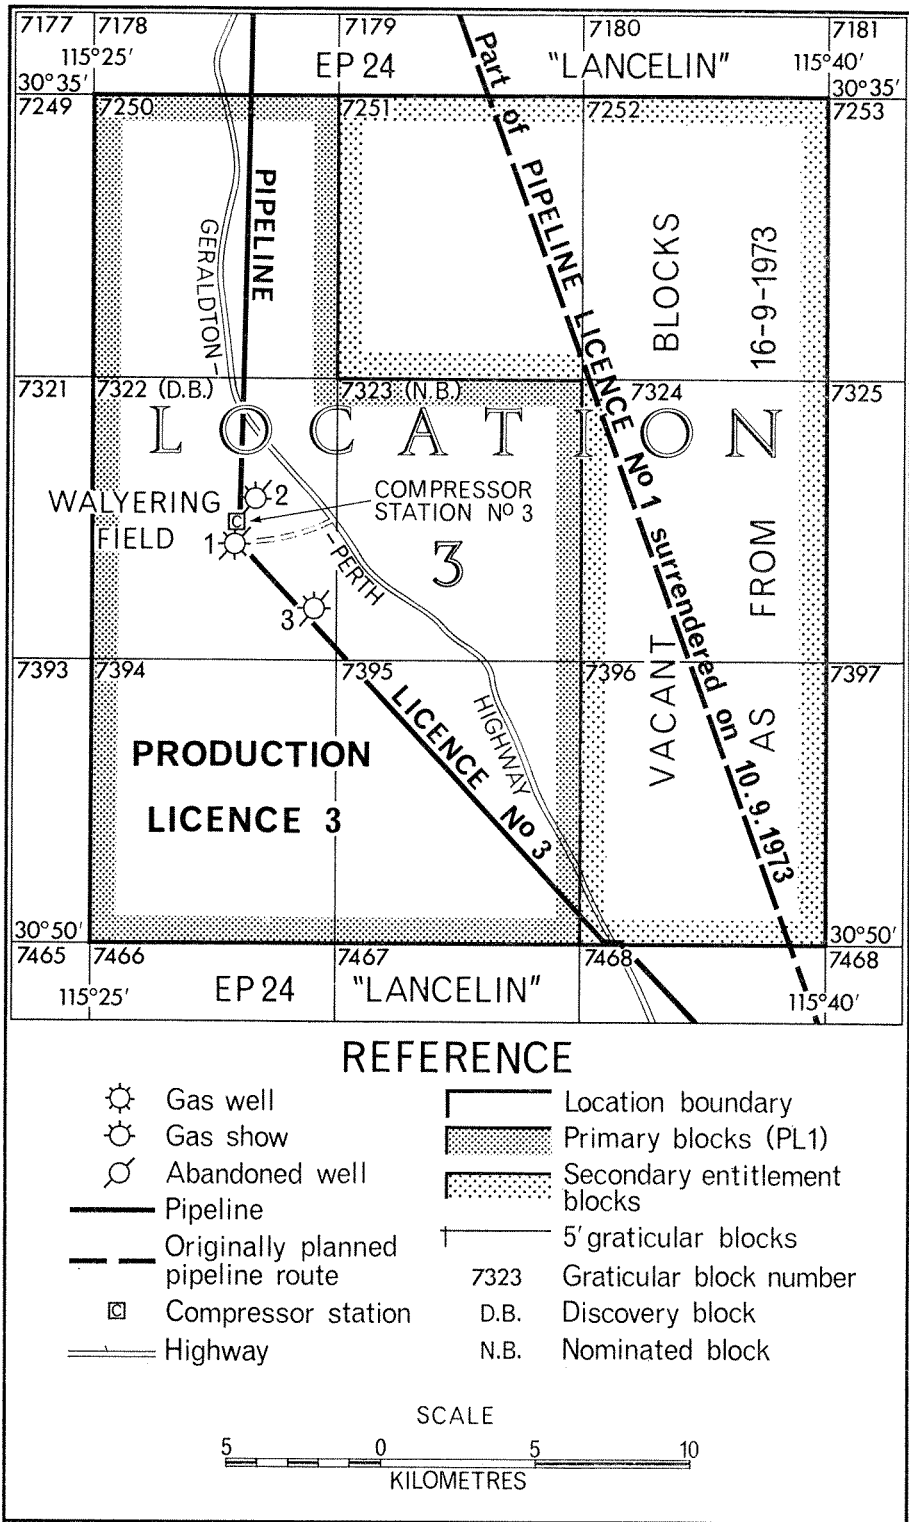 7177 7178 7179 7180 7181
115°25′ EP 24 "LANCELIN" 115°40′
30°35′ 30°35′
7249 7250 7251 7252 7253
Part of PIPELINE LICENCE No 1 surrendered on 10.9.1973
PIPELINE
GERALDTON–
BLOCKS
16-9-1973
7321 7322 (D.B.) 7323 (N.B.) 7324 7325
LOCATION
3
WALYERING
FIELD
2
1
3
COMPRESSOR
STATION No 3
C
–PERTH
HIGHWAY
VACANT
AS FROM
7393 7394 7395 7396 7397
PRODUCTION
LICENCE 3
LICENCE No 3
30°50′ 30°50′
7465 7466 7467 7468 7468
115°25′ EP 24 "LANCELIN" 115°40′
REFERENCE
Gas well
Gas show
Abandoned well
Pipeline
Originally planned
pipeline route
C Compressor station
Highway
Location boundary
Primary blocks (PL1)
Secondary entitlement
blocks
5′ graticular blocks
7323 Graticular block number
D.B. Discovery block
N.B. Nominated block
SCALE
5 0 5 10
KILOMETRES